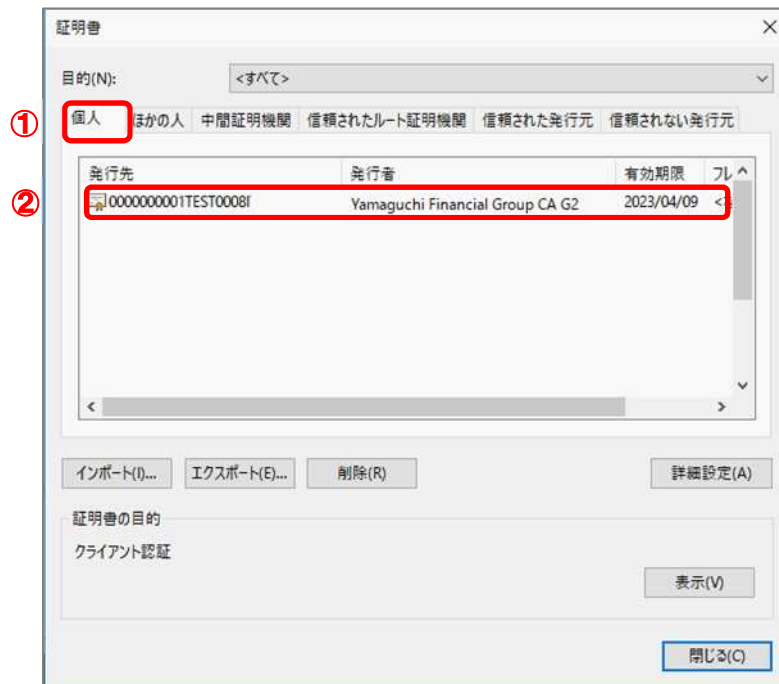 証明書
目的(N):
<すべて>
①
個人 ほかの人 中間証明機関 信頼されたルート証明機関 信頼された発行元 信頼されない発行元
発行先 発行者 有効期限 フレ
② 0000000001TEST0008 Yamaguchi Financial Group CA G2 2023/04/09
インポート(I)... エクスポート(E)... 削除(R) 詳細設定(A)
証明書の目的
クライアント認証
表示(V)
閉じる(C)